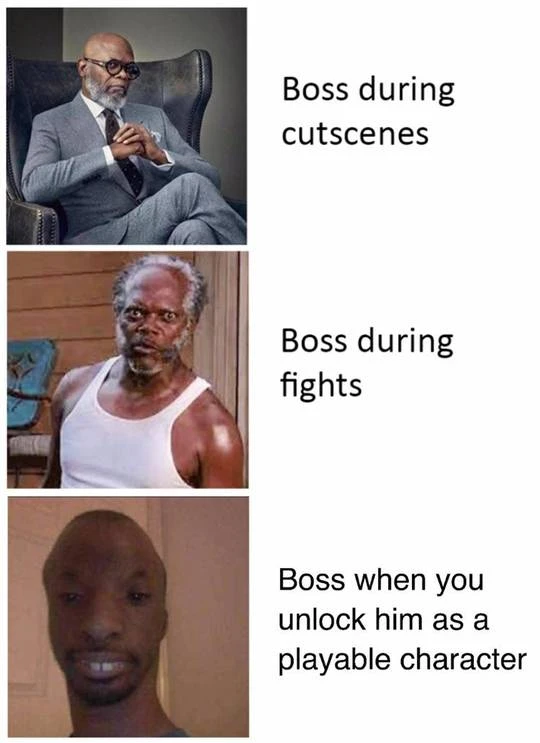 Boss during
cutscenes
Boss during
fights
Boss when you
unlock him as a
playable character